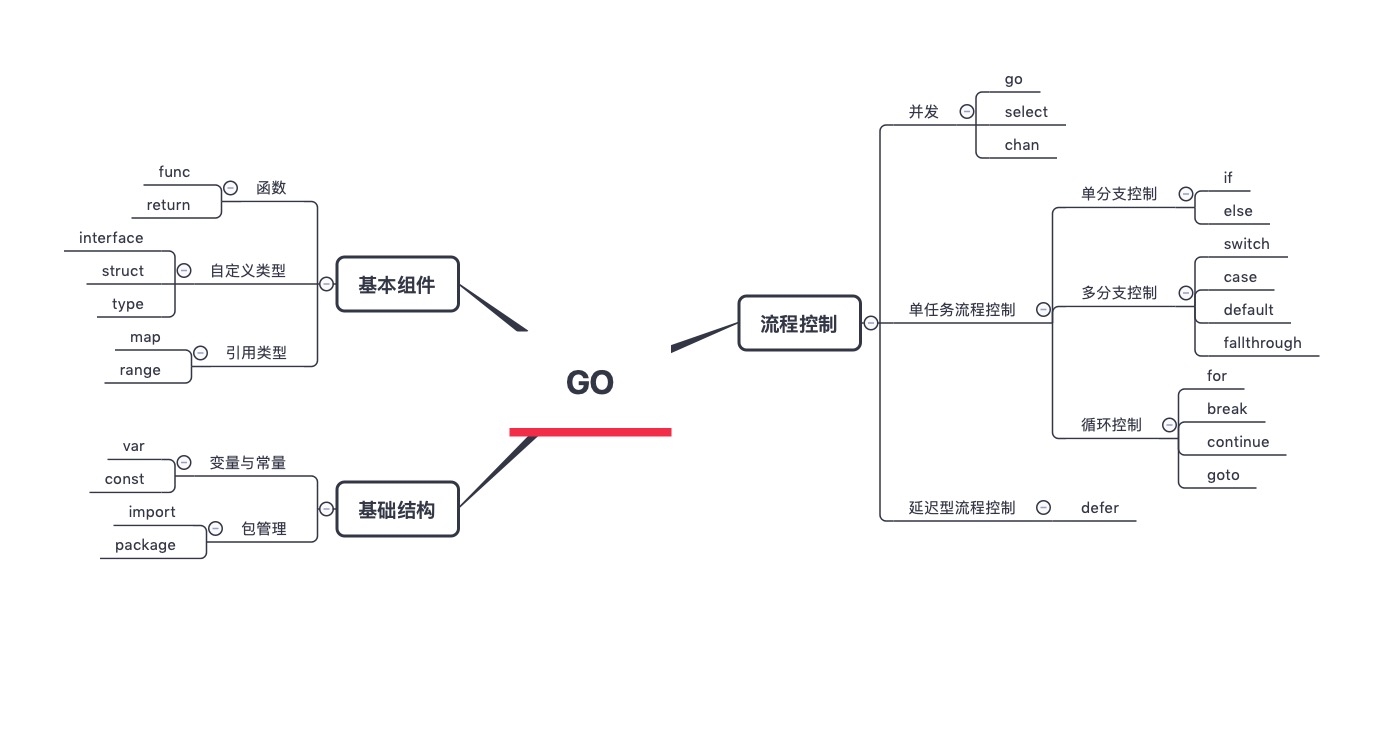 GO
流程控制
并发
go
select
chan
单任务流程控制
单分支控制
if
else
多分支控制
switch
case
default
fallthrough
循环控制
for
break
continue
goto
延迟型流程控制
defer
基本组件
函数
func
return
自定义类型
interface
struct
type
引用类型
map
range
基础结构
变量与常量
var
const
包管理
import
package